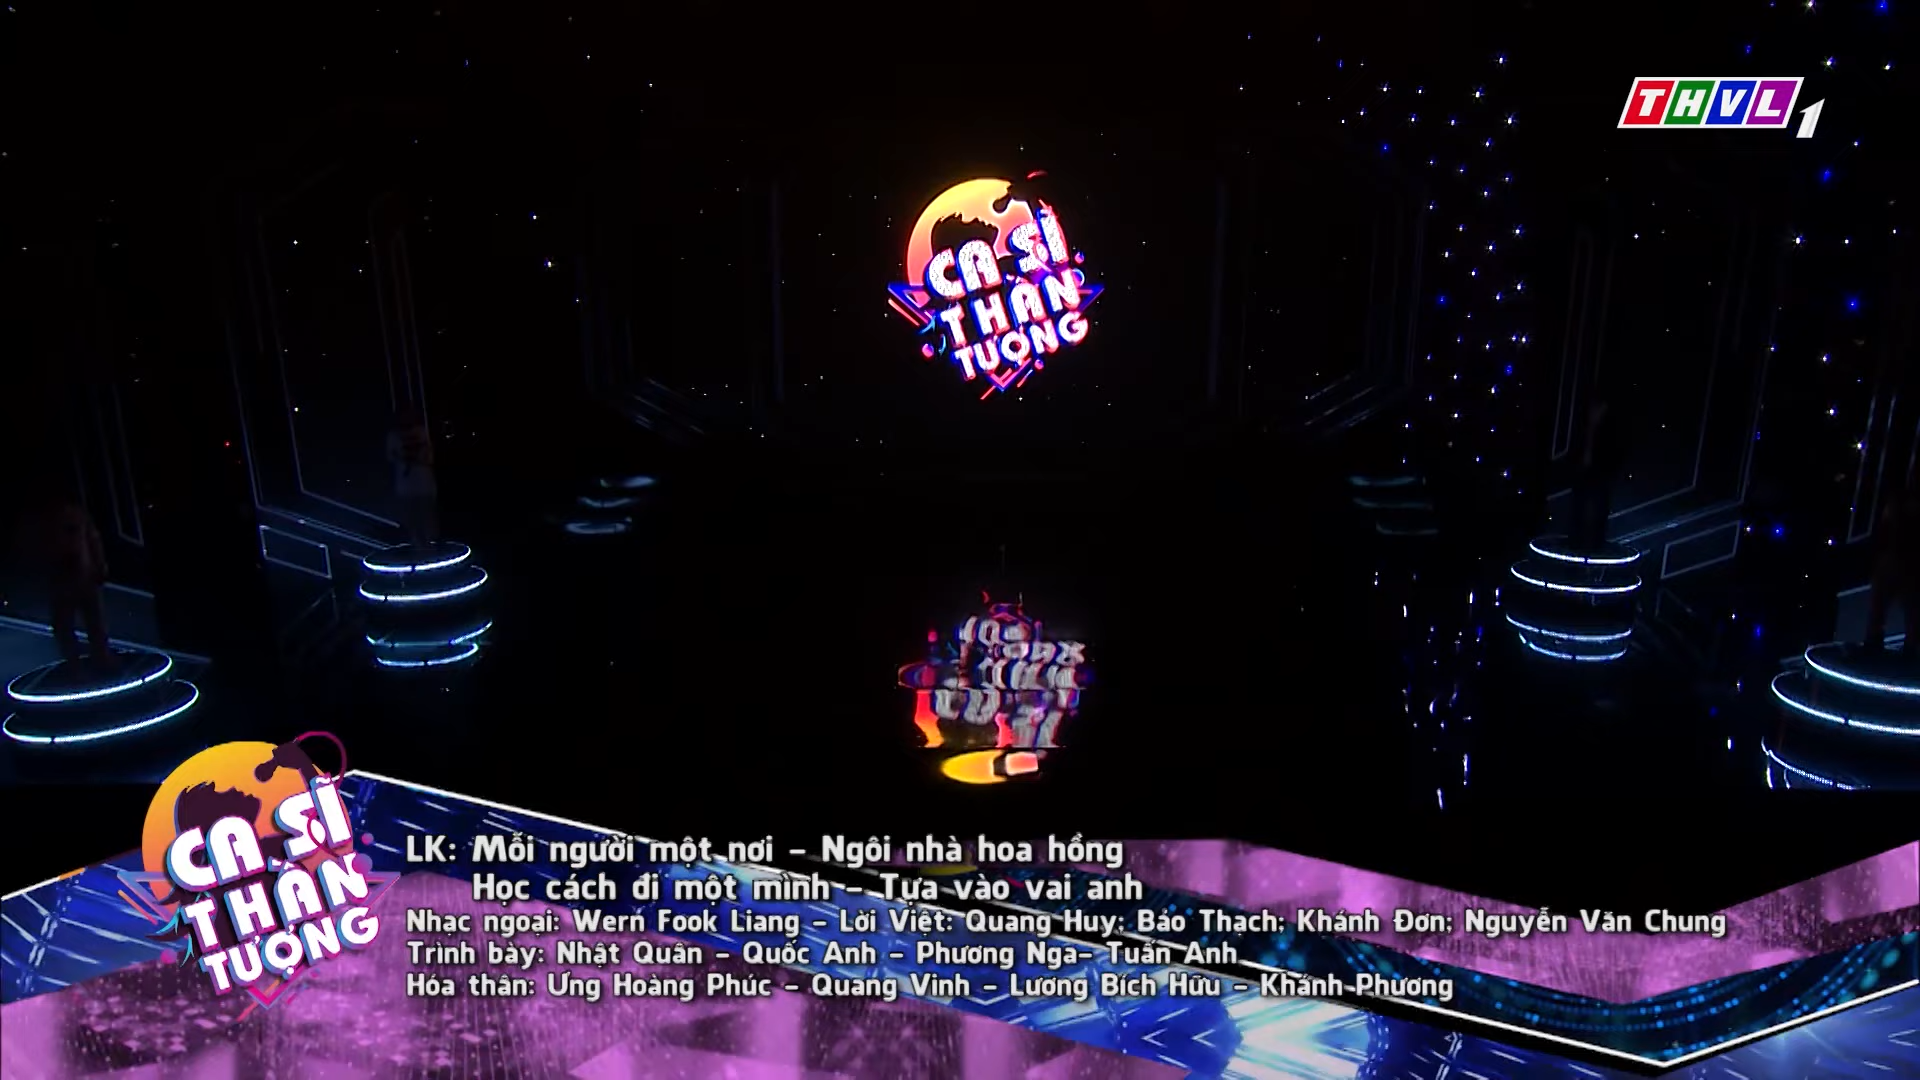 THVL1
CA SĨ
THẦN
TƯỢNG
CA SĨ
THẦN
TƯỢNG
LK: Mỗi người một nơi – Ngôi nhà hoa hồng
Học cách đi một mình – Tựa vào vai anh
Nhạc ngoại: Wern Fook Liang – Lời Việt: Quang Huy; Bảo Thạch; Khánh Đơn; Nguyễn Văn Chung
Trình bày: Nhật Quân – Quốc Anh – Phương Nga– Tuấn Anh
Hóa thân: Ưng Hoàng Phúc – Quang Vinh – Lương Bích Hữu – Khánh Phương